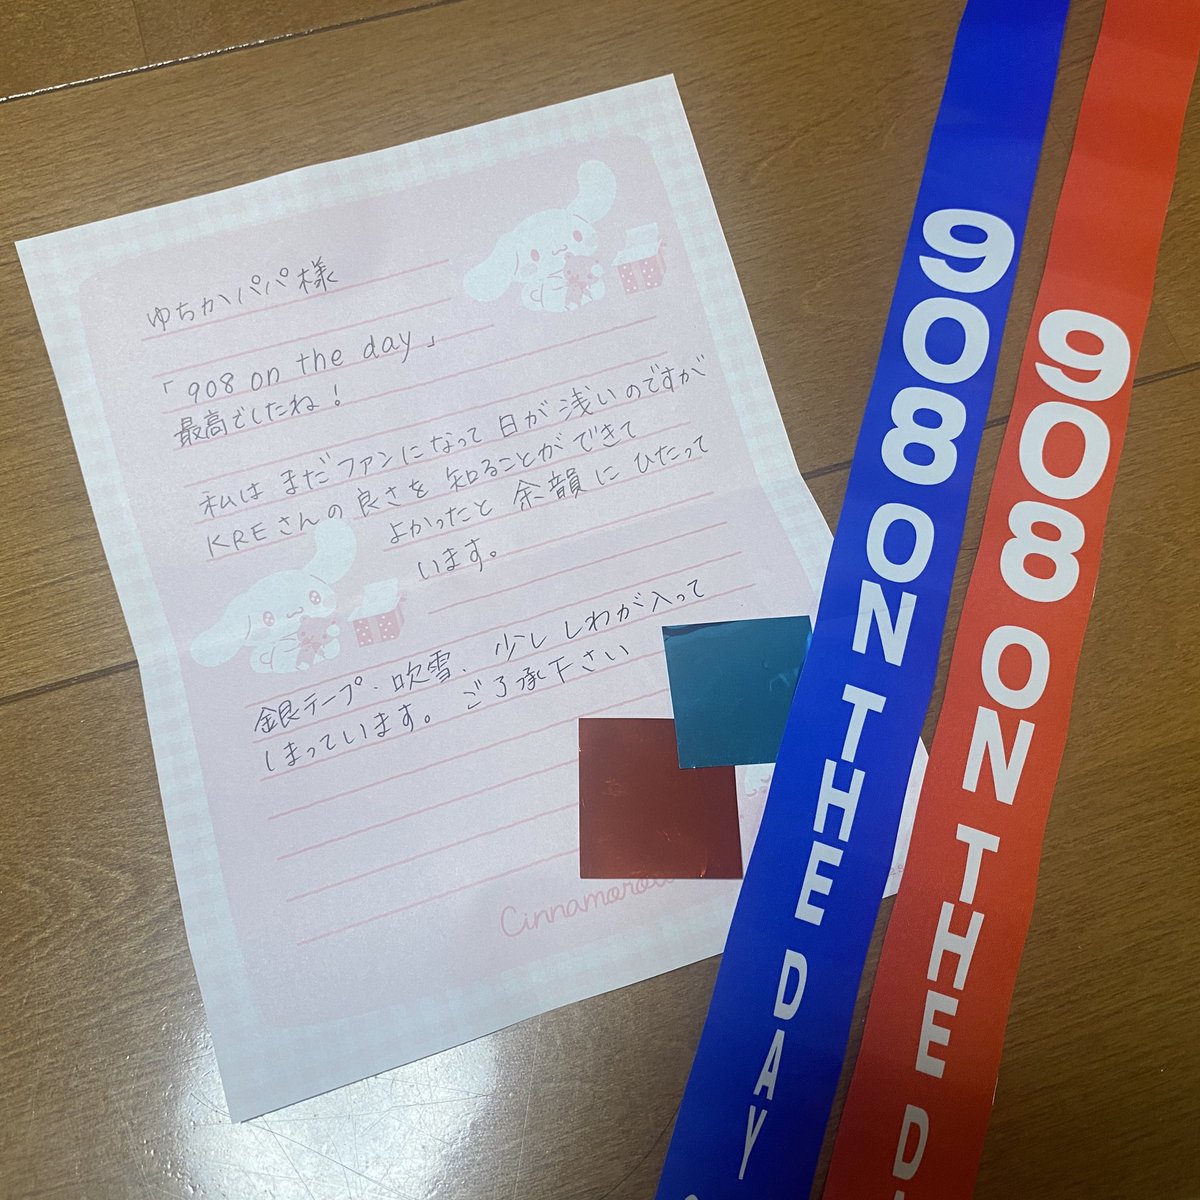 ゆちかパパ様
「908 on the day」
最高でしたね！
私はまだファンになって日が浅いのですが
KREさんの良さを知ることができて
よかったと余韻にひたって
います。
銀テープ、吹雪、少ししわが入って
しまっています。ご了承下さい
Cinnamoro
908 ON THE DAY
908 ON THE D